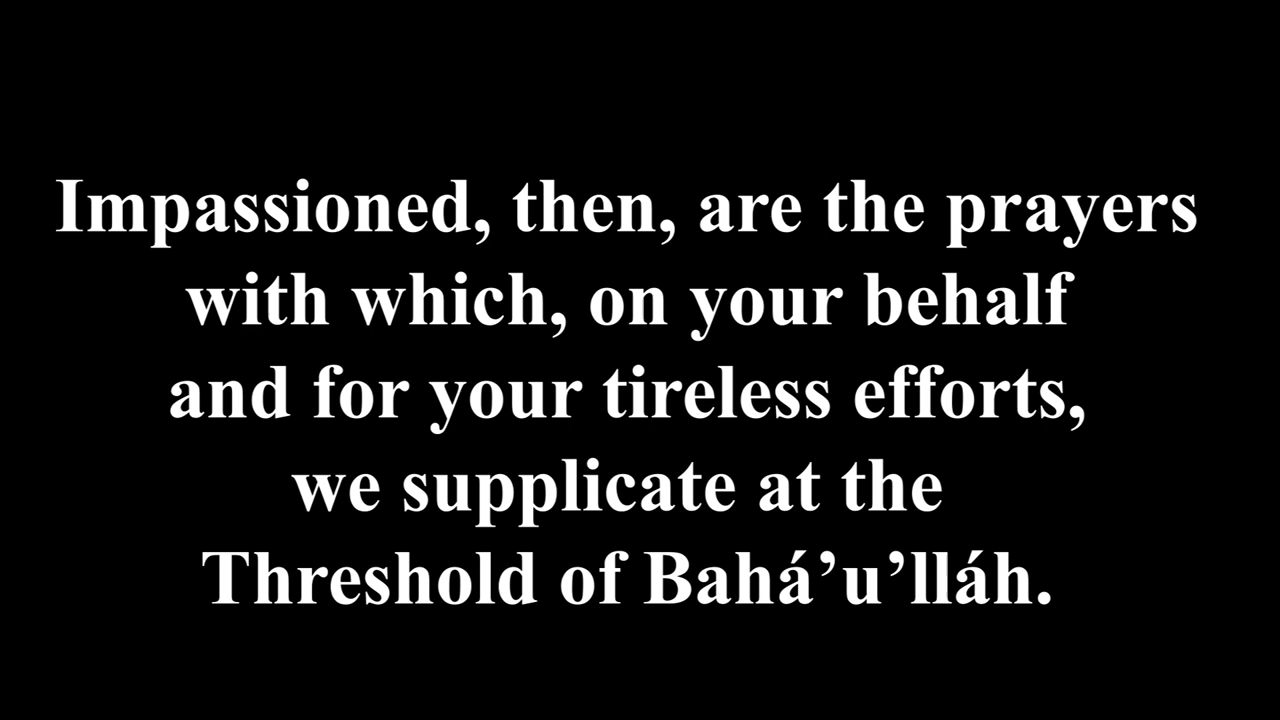 Impassioned, then, are the prayers
with which, on your behalf
and for your tireless efforts,
we supplicate at the
Threshold of Bahá’u’lláh.